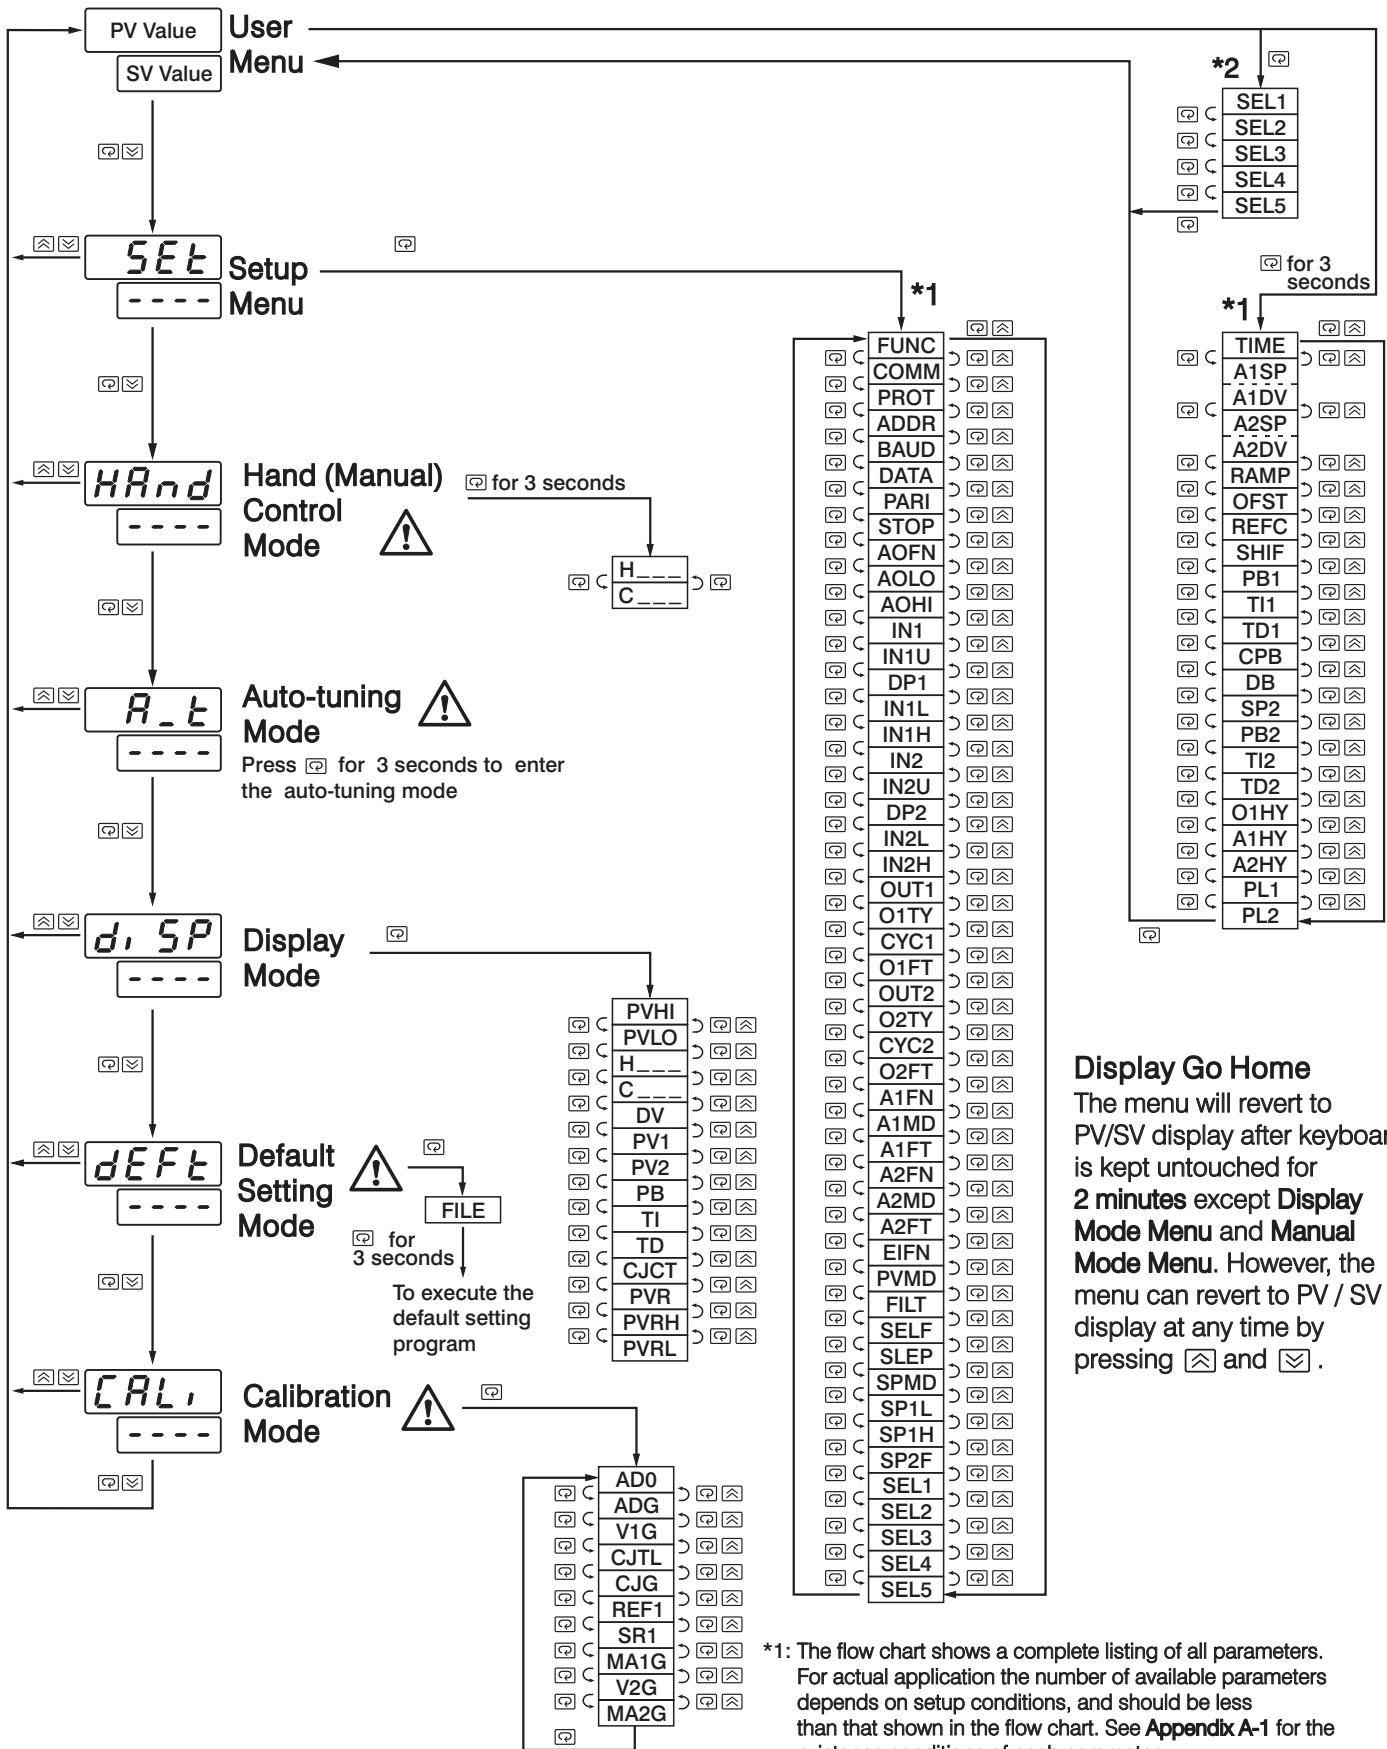 PV Value
SV Value
User
Menu
*2
SEL1
SEL2
SEL3
SEL4
SEL5
for 3
seconds
*1
TIME
A1SP
A1DV
A2SP
A2DV
RAMP
OFST
REFC
SHIF
PB1
TI1
TD1
CPB
DB
SP2
PB2
TI2
TD2
O1HY
A1HY
A2HY
PL1
PL2
SEt
- - - -
Setup
Menu
*1
FUNC
COMM
PROT
ADDR
BAUD
DATA
PARI
STOP
AOFN
AOLO
AOHI
IN1
IN1U
DP1
IN1L
IN1H
IN2
IN2U
DP2
IN2L
IN2H
OUT1
O1TY
CYC1
O1FT
OUT2
O2TY
CYC2
O2FT
A1FN
A1MD
A1FT
A2FN
A2MD
A2FT
EIFN
PVMD
FILT
SELF
SLEP
SPMD
SP1L
SP1H
SP2F
SEL1
SEL2
SEL3
SEL4
SEL5
HAnd
- - - -
Hand (Manual)
Control
Mode
for 3 seconds
H_ _ _
C_ _ _
A_t
- - - -
Auto-tuning
Mode
Press for 3 seconds to enter
the auto-tuning mode
di SP
- - - -
Display
Mode
PVHI
PVLO
H_ _ _
C_ _ _
DV
PV1
PV2
PB
TI
TD
CJCT
PVR
PVRH
PVRL
dEFt
- - - -
Default
Setting
Mode
FILE
for
3 seconds
To execute the
default setting
program
CALi
- - - -
Calibration
Mode
AD0
ADG
V1G
CJTL
CJG
REF1
SR1
MA1G
V2G
MA2G
Display Go Home
The menu will revert to
PV/SV display after keyboar
is kept untouched for
2 minutes except Display
Mode Menu and Manual
Mode Menu. However, the
menu can revert to PV / SV
display at any time by
pressing and .
*1: The flow chart shows a complete listing of all parameters.
For actual application the number of available parameters
depends on setup conditions, and should be less
than that shown in the flow chart. See Appendix A-1 for the